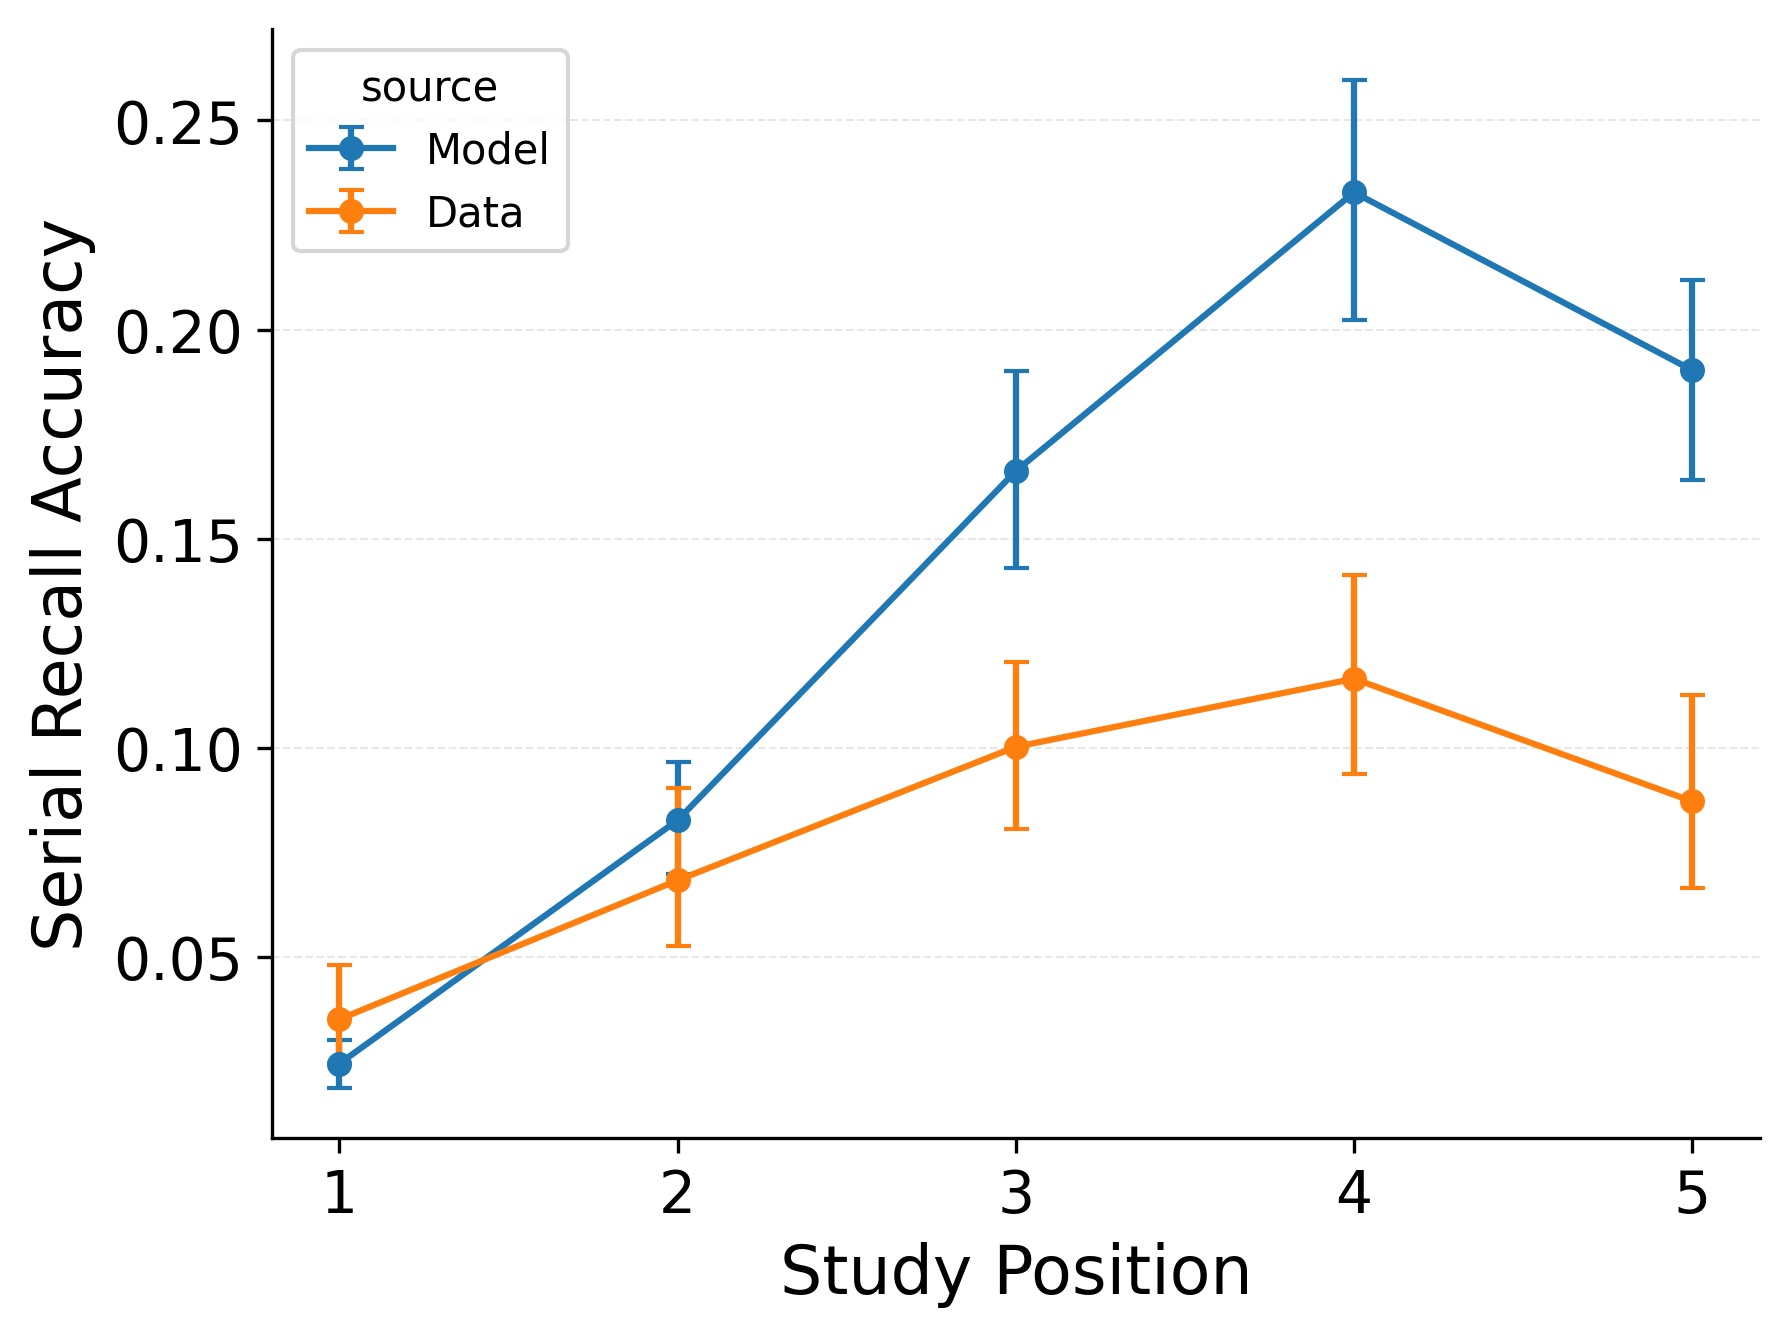 source
Model
Data
0.25
0.20
0.15
0.10
0.05
Serial Recall Accuracy
1 2 3 4 5
Study Position